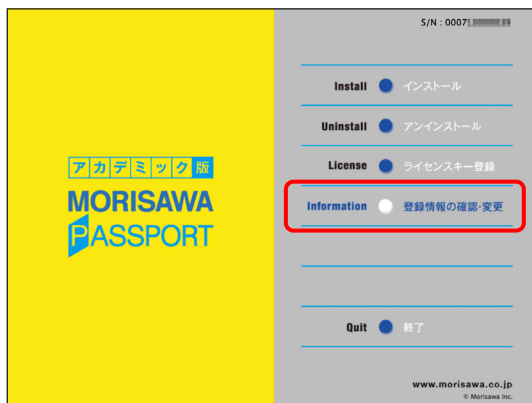 アカデミック版
MORISAWA
PASSPORT
S/N : 0007
Install インストール
Uninstall アンインストール
License ライセンスキー登録
Information 登録情報の確認・変更
Quit 終了
www.morisawa.co.jp
© Morisawa Inc.